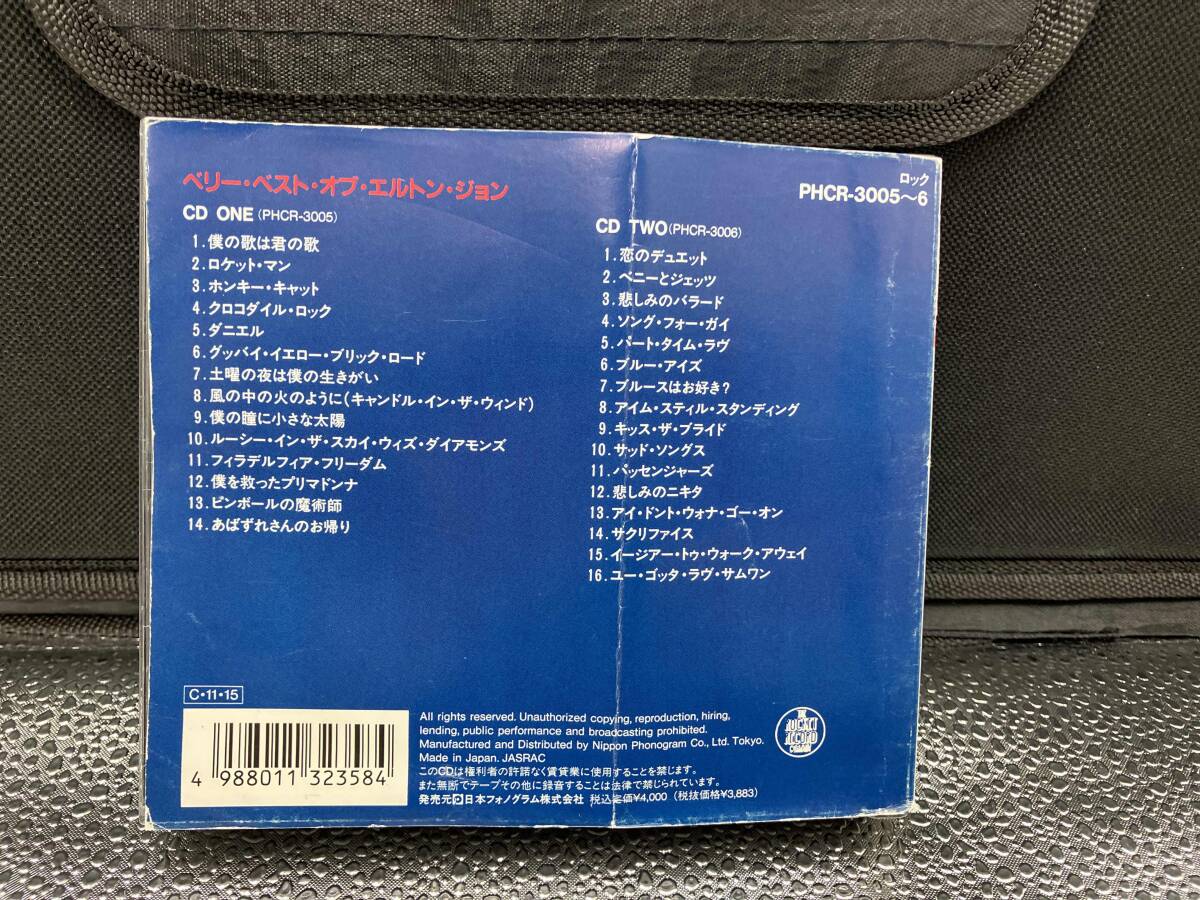 ベリー・ベスト・オブ・エルトン・ジョン
ロック
PHCR-3005〜6
CD ONE (PHCR-3005)
1.僕の歌は君の歌
2.ロケット・マン
3.ホンキー・キャット
4.クロコダイル・ロック
5.ダニエル
6.グッバイ・イエロー・ブリック・ロード
7.土曜の夜は僕の生きがい
8.風の中の火のように(キャンドル・イン・ザ・ウィンド)
9.僕の瞳に小さな太陽
10.ルーシー・イン・ザ・スカイ・ウィズ・ダイアモンズ
11.フィラデルフィア・フリーダム
12.僕を救ったプリマドンナ
13.ピンボールの魔術師
14.あばずれさんのお帰り
CD TWO (PHCR-3006)
1.恋のデュエット
2.ベニーとジェッツ
3.悲しみのバラード
4.ソング・フォー・ガイ
5.パート・タイム・ラヴ
6.ブルー・アイズ
7.ブルースはお好き?
8.アイム・スティル・スタンディング
9.キッス・ザ・ブライド
10.サッド・ソングス
11.パッセンジャーズ
12.悲しみのニキタ
13.アイ・ドント・ウォナ・ゴー・オン
14.サクリファイス
15.イージアー・トゥ・ウォーク・アウェイ
16.ユー・ガッタ・ラヴ・サムワン
C・11・15
4 988011 323584
All rights reserved. Unauthorized copying, reproduction, hiring,
lending, public performance and broadcasting prohibited.
Manufactured and Distributed by Nippon Phonogram Co., Ltd. Tokyo.
Made in Japan. JASRAC
このCDは権利者の許諾なく賃貸業に使用することを禁じます。
また無断でテープその他に録音することは法律で禁じられています。
発売元 日本フォノグラム株式会社 税込定価¥4,000 (税抜価格¥3,883)
THE
ROCKET
RECORD
COMPANY